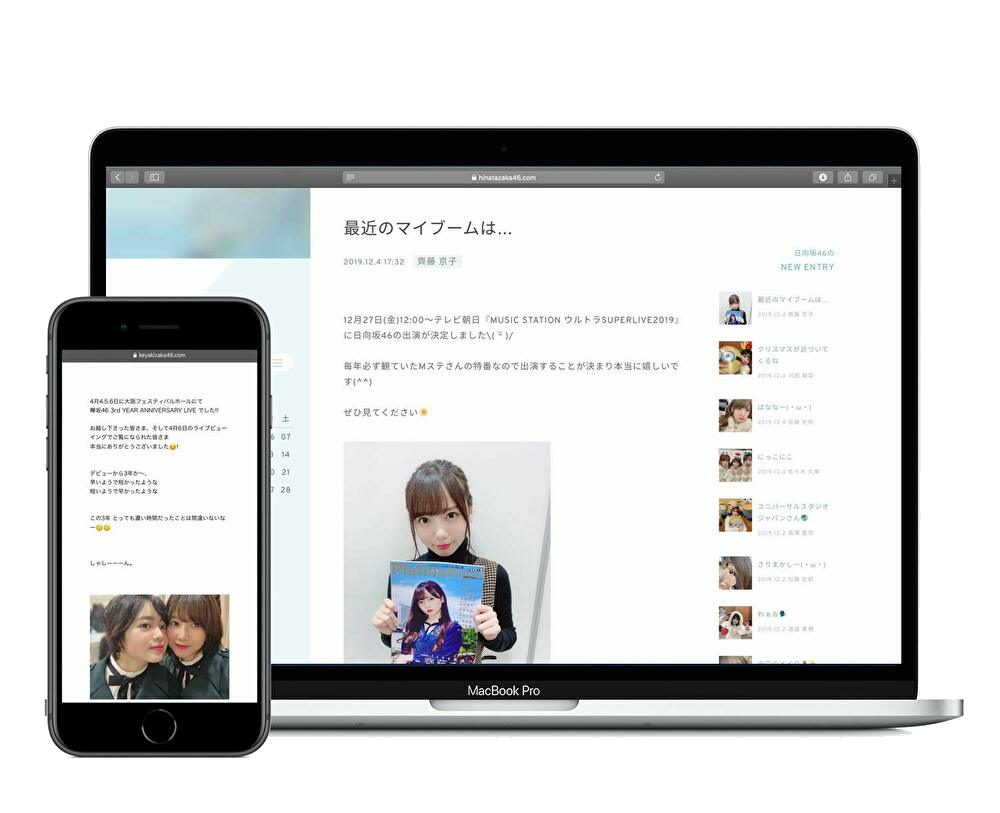 hinatazaka46.com
最近のマイブームは...
2019.12.4 17:32 齊藤 京子
12月27日(金)12:00〜テレビ朝日『MUSIC STATION ウルトラSUPERLIVE2019』
に日向坂46の出演が決定しました\( ¨̮ )/
毎年必ず観ていたMステさんの特番なので出演することが決まり本当に嬉しいで
す(^^)
ぜひ見てください☀️
Platinum
日向坂46の
NEW ENTRY
最近のマイブームは...
2019.12.4 齊藤 京子
クリスマスが近づいて
くるね
2019.12.4 河田 陽菜
ばななー(・ω・)
2019.12.4 加藤 史帆
にっこにこ
2019.12.4 佐々木 久美
ユニバーサルスタジオ
ジャパンさん🌏
2019.12.2 高瀬 愛奈
さりまかしー(・ω・)
2019.12.2 加藤 史帆
わぁお🗣
2019.12.2 渡邉 美穂
土
07
14
21
28
MacBook Pro
keyakizaka46.com
4月4.5.6日に大阪フェスティバルホールにて
欅坂46 3rd YEAR ANNIVERSARY LIVE でした!!
お越し下さった皆さま、そして4月6日のライブビュー
イングでご覧になられた皆さま
本当にありがとうございました😊!
デビューから3年か〜、
早いようで短かったような
短いようで早かったような
この3年 とっても濃い時間だったことは間違いないな
ー😊😊
しゃしーーーん。